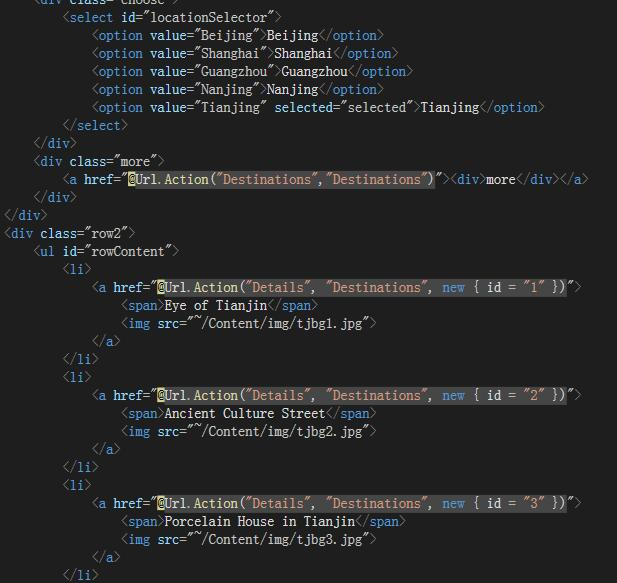 <div class="choose">
<select id="locationSelector">
<option value="Beijing">Beijing</option>
<option value="Shanghai">Shanghai</option>
<option value="Guangzhou">Guangzhou</option>
<option value="Nanjing">Nanjing</option>
<option value="Tianjing" selected="selected">Tianjing</option>
</select>
</div>
<div class="more">
<a href="@Url.Action("Destinations","Destinations")"><div>more</div></a>
</div>
</div>
<div class="row2">
<ul id="rowContent">
<li>
<a href="@Url.Action("Details", "Destinations", new { id = "1" })">
<span>Eye of Tianjin</span>
<img src="~/Content/img/tjbg1.jpg">
</a>
</li>
<li>
<a href="@Url.Action("Details", "Destinations", new { id = "2" })">
<span>Ancient Culture Street</span>
<img src="~/Content/img/tjbg2.jpg">
</a>
</li>
<li>
<a href="@Url.Action("Details", "Destinations", new { id = "3" })">
<span>Porcelain House in Tianjin</span>
<img src="~/Content/img/tjbg3.jpg">
</a>
</li>